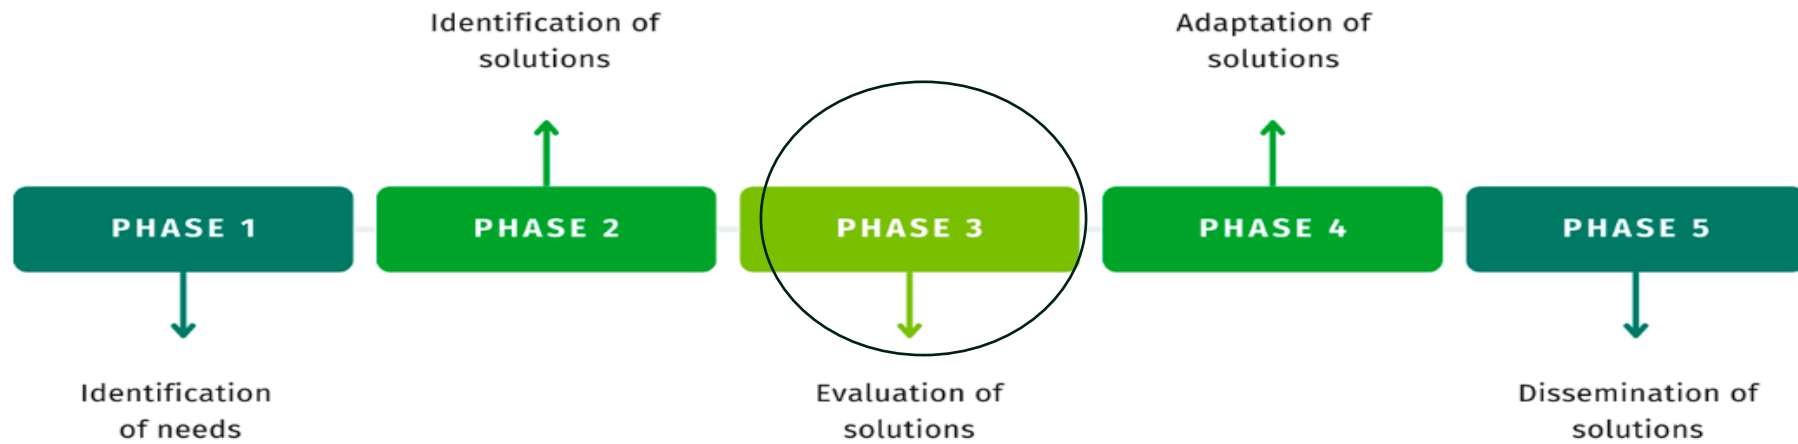 Identification of
solutions
Adaptation of
solutions
PHASE 1
PHASE 2
PHASE 3
PHASE 4
PHASE 5
Identification
of needs
Evaluation of
solutions
Dissemination of
solutions